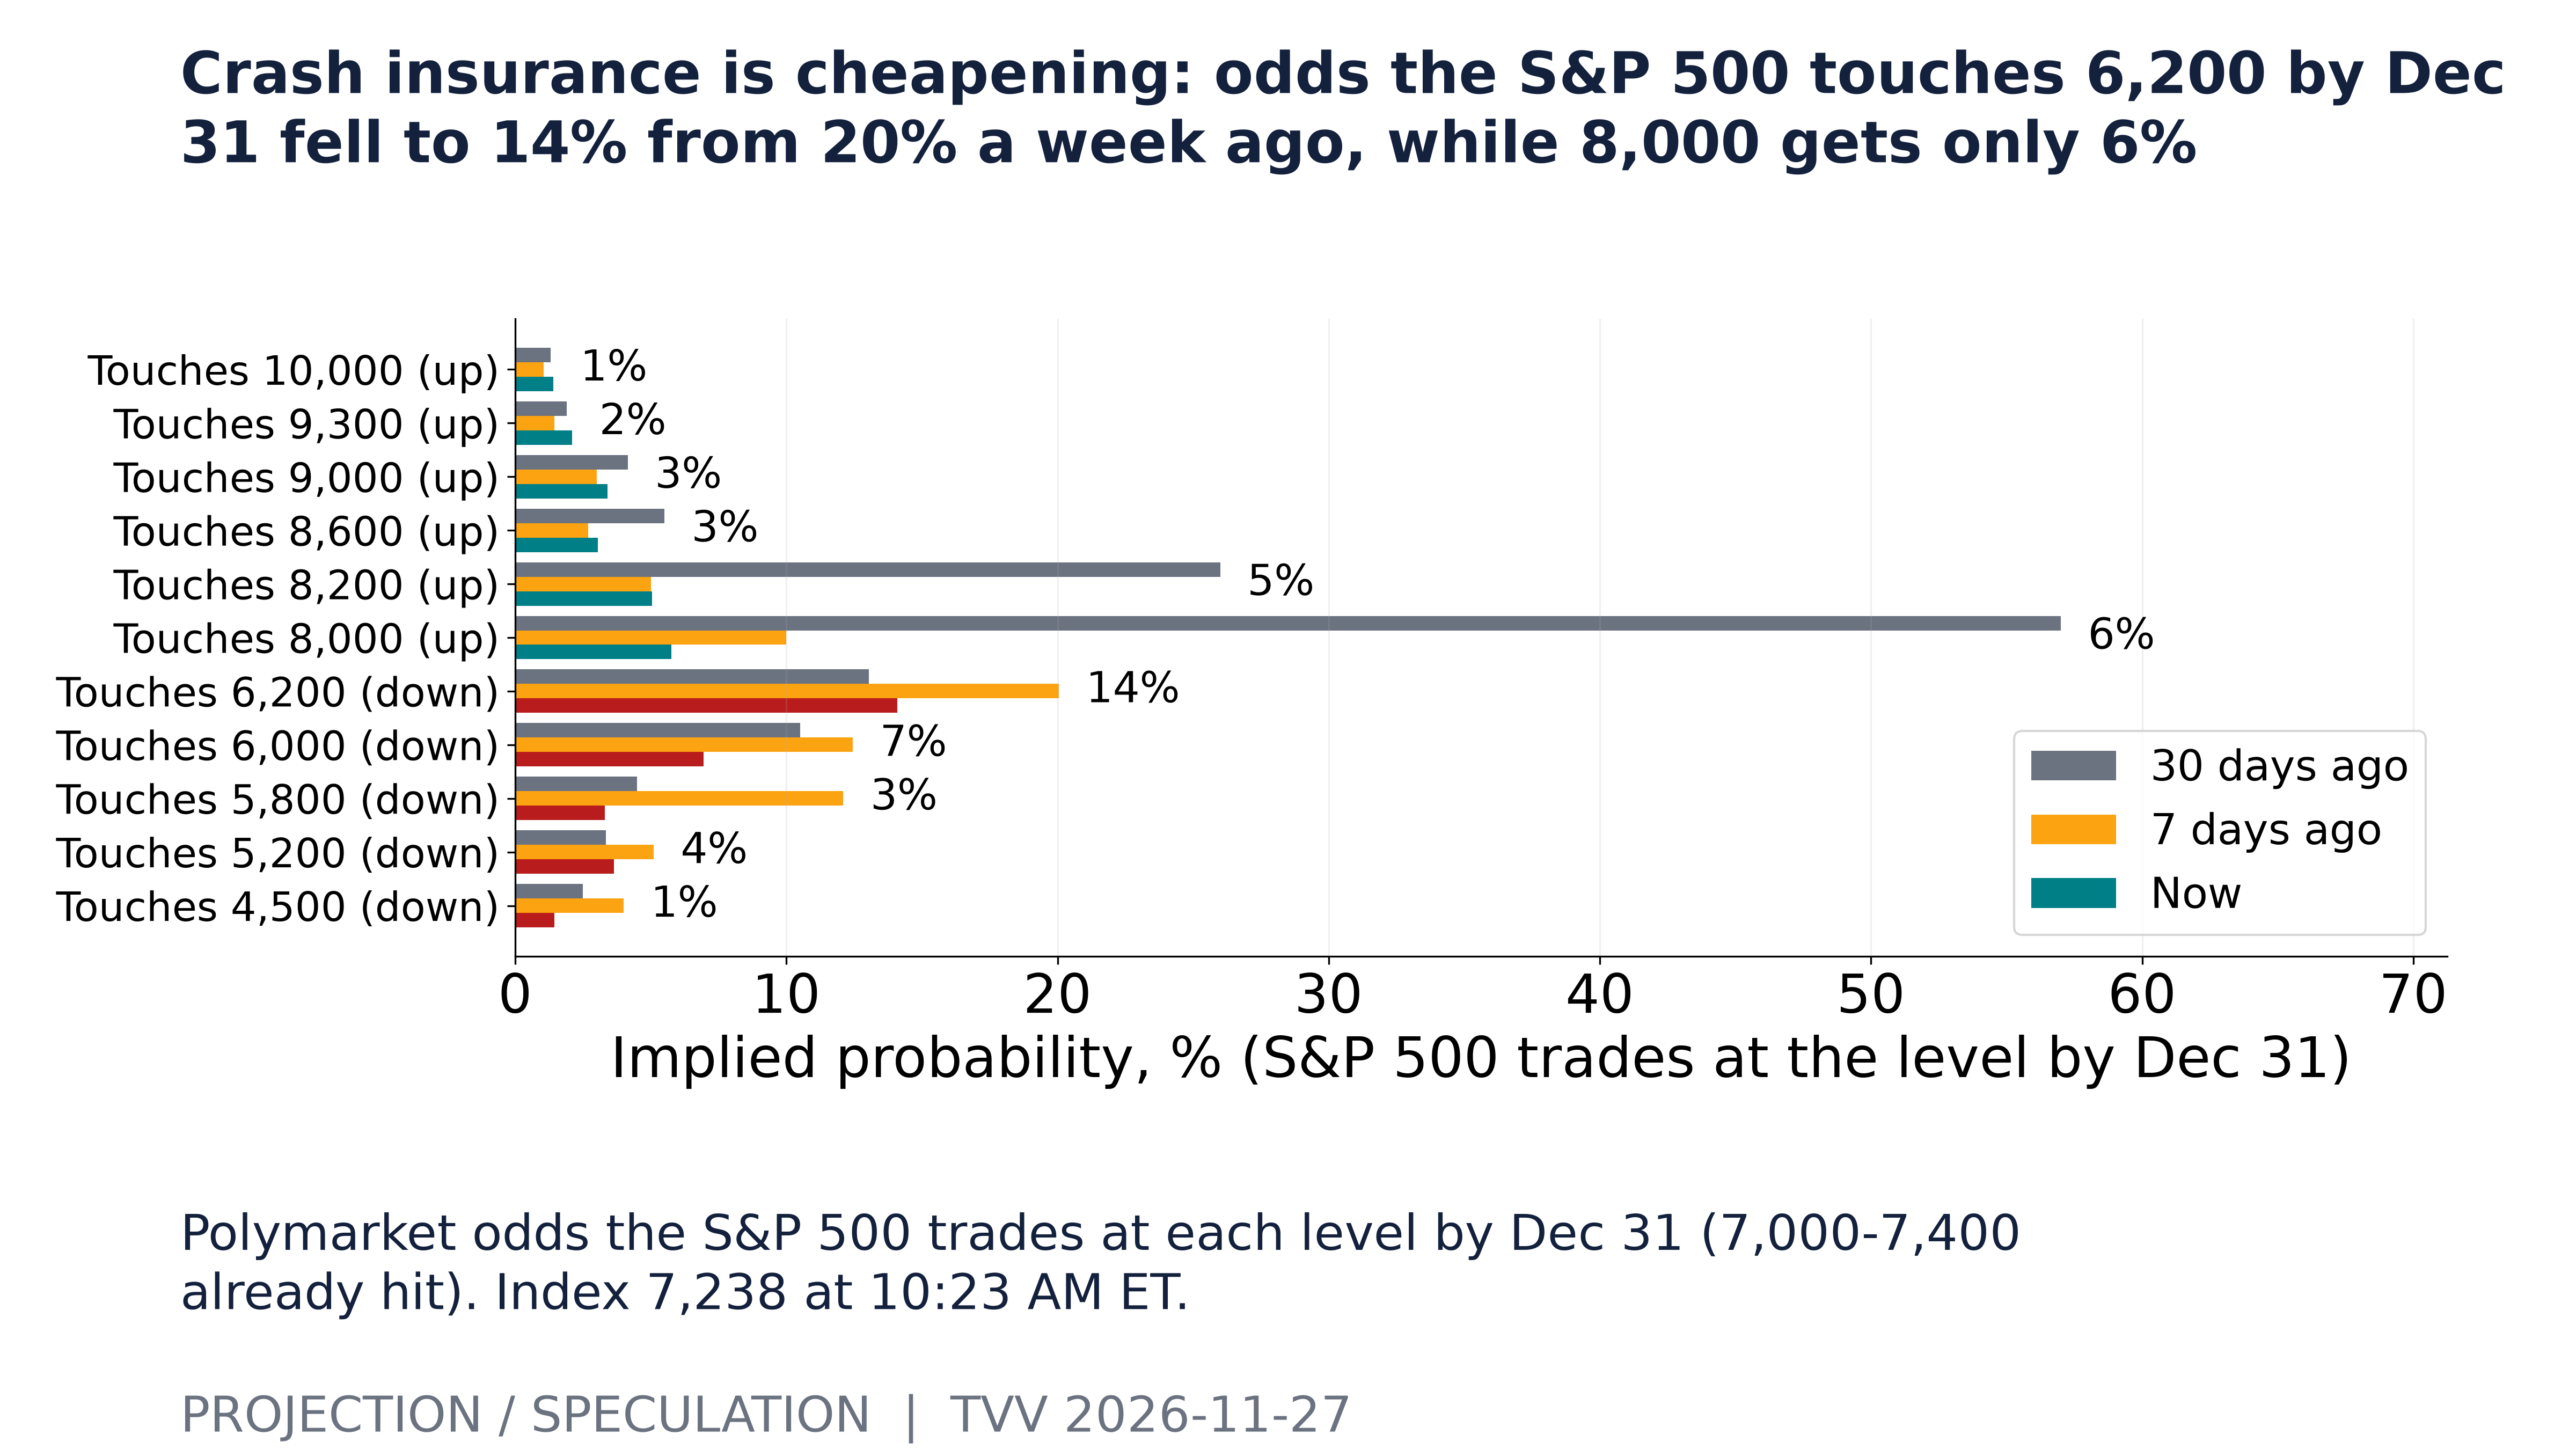 Crash insurance is cheapening: odds the S&P 500 touches 6,200 by Dec
31 fell to 14% from 20% a week ago, while 8,000 gets only 6%
Touches 10,000 (up) 1%
Touches 9,300 (up) 2%
Touches 9,000 (up) 3%
Touches 8,600 (up) 3%
Touches 8,200 (up) 5%
Touches 8,000 (up) 6%
Touches 6,200 (down) 14%
Touches 6,000 (down) 7%
Touches 5,800 (down) 3%
Touches 5,200 (down) 4%
Touches 4,500 (down) 1%
30 days ago
7 days ago
Now
0 10 20 30 40 50 60 70
Implied probability, % (S&P 500 trades at the level by Dec 31)
Polymarket odds the S&P 500 trades at each level by Dec 31 (7,000-7,400
already hit). Index 7,238 at 10:23 AM ET.
PROJECTION / SPECULATION | TVV 2026-11-27